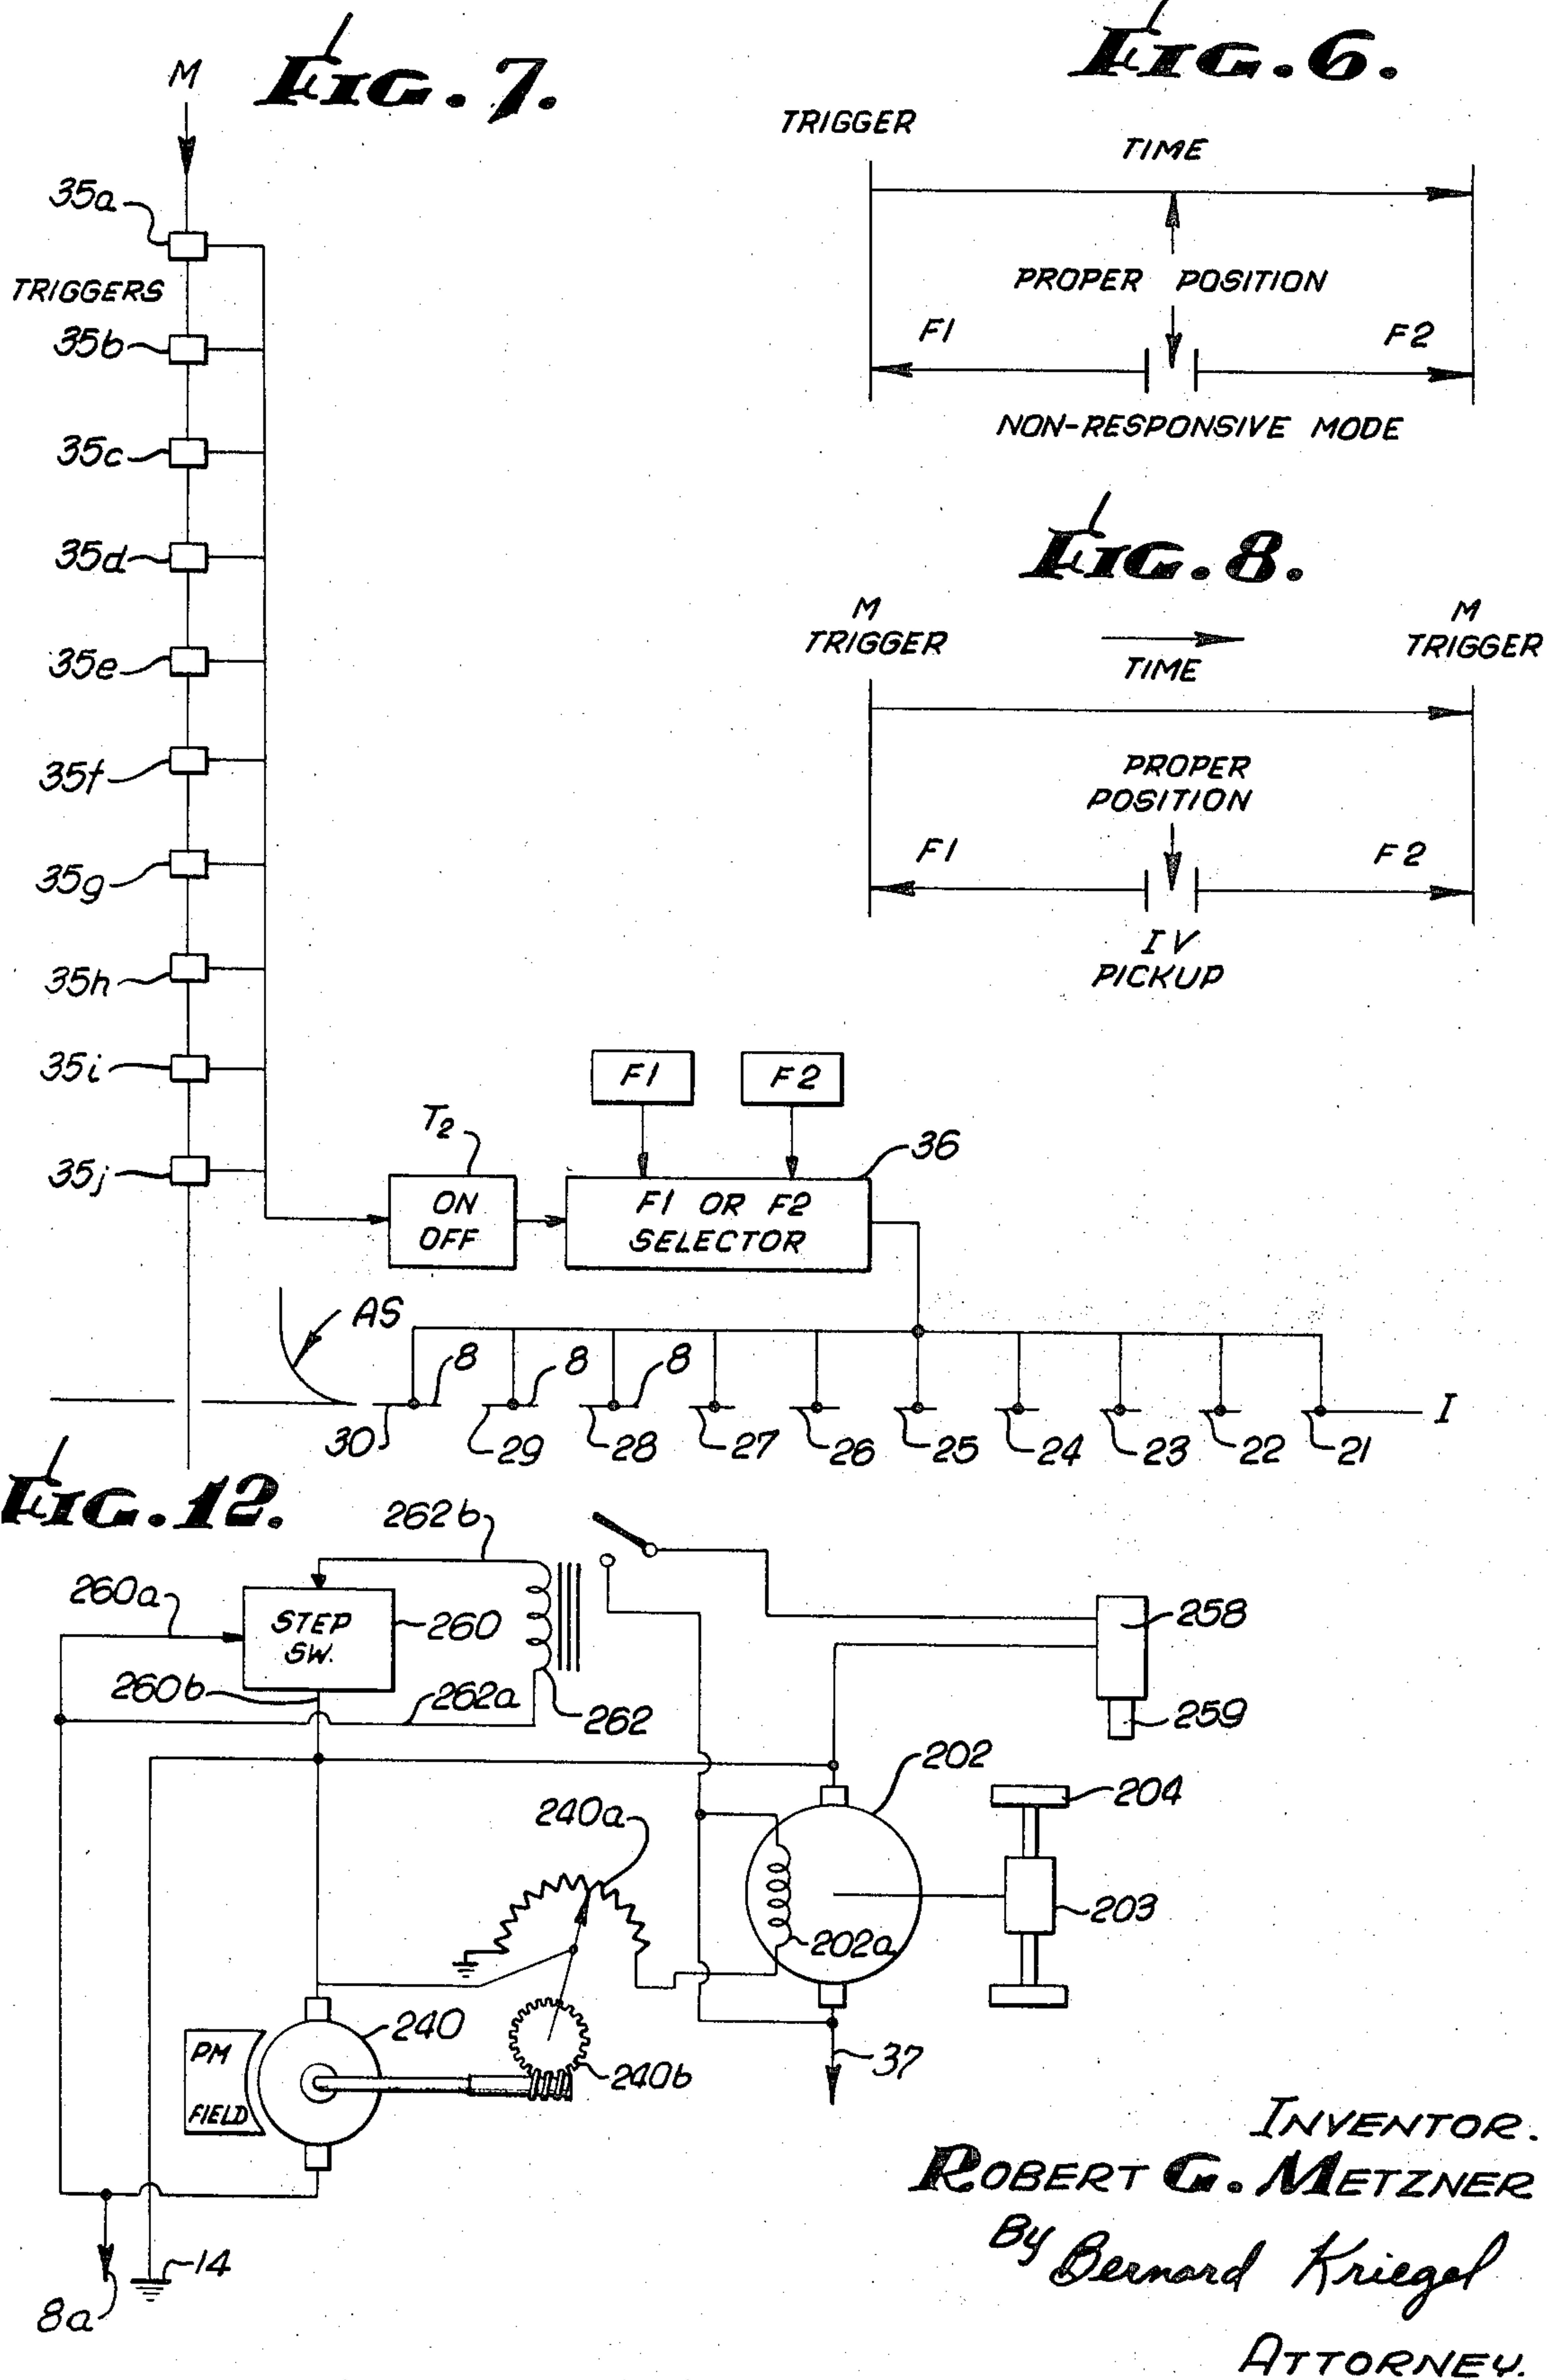 FIG. 7.
M
35a
TRIGGERS
35b
35c
35d
35e
35f
35g
35h
35i
35j
T2
ON
OFF
F1
F2
36
F1 OR F2
SELECTOR
AS
8
8
8
30
29
28
27
26
25
24
23
22
21
I
FIG. 6.
TRIGGER
TIME
PROPER POSITION
F1
F2
NON-RESPONSIVE MODE
FIG. 8.
M
TRIGGER
TIME
M
TRIGGER
PROPER
POSITION
F1
F2
IV
PICKUP
FIG. 12.
262b
260a
STEP
SW.
260
260b
262a
262
258
259
202
204
240a
203
202a
240
PM
FIELD
240b
37
14
8a
INVENTOR.
ROBERT G. METZNER
By Bernard Kriegel
ATTORNEY.